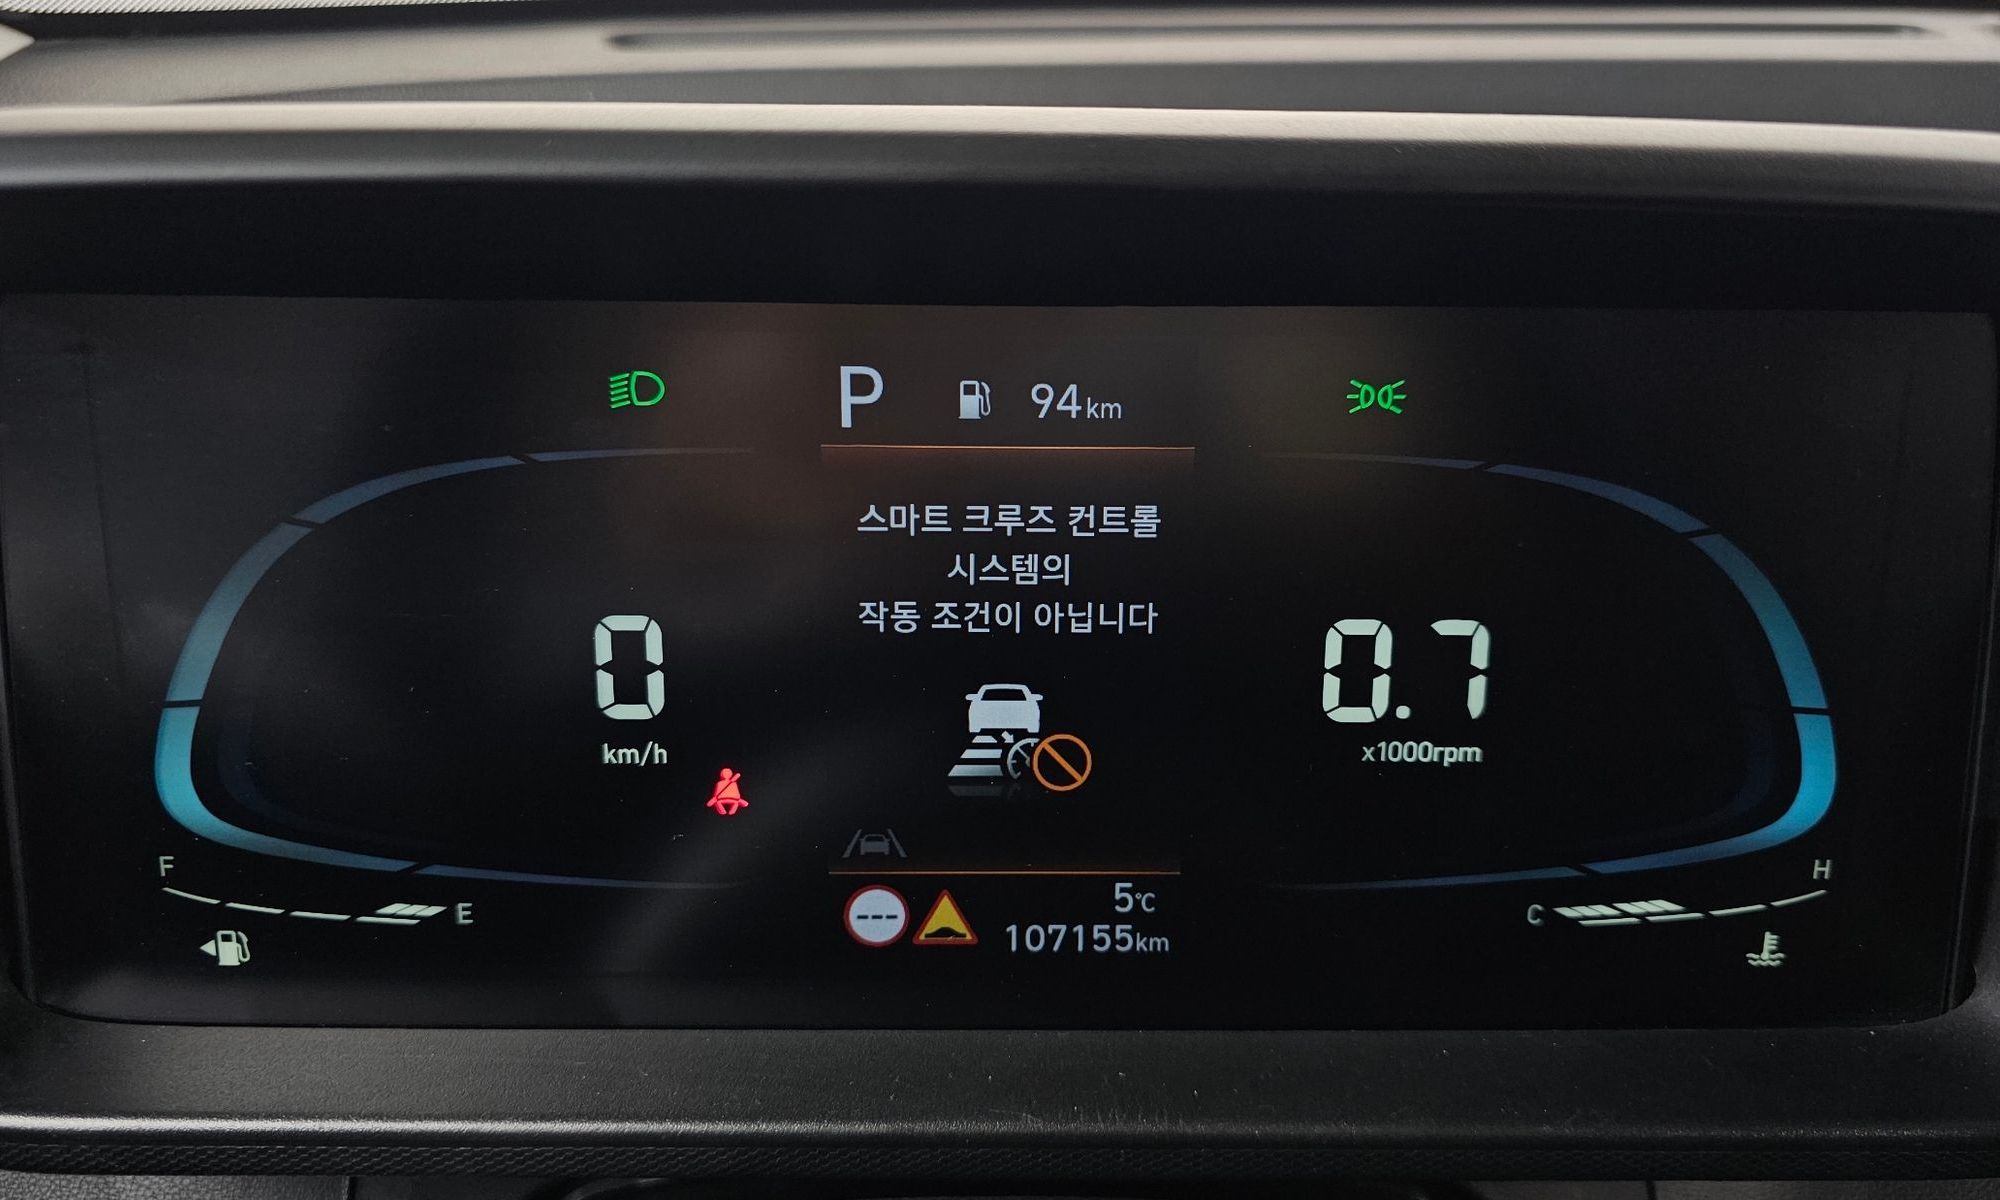 P 94km
스마트 크루즈 컨트롤
시스템의
작동 조건이 아닙니다
0
km/h
0.7
x1000rpm
F
E
C
H
---
5℃
107155km